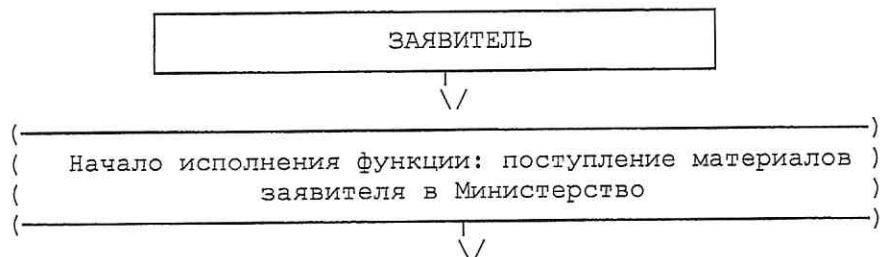 ЗАЯВИТЕЛЬ
Начало исполнения функции: поступление материалов
заявителя в Министерство